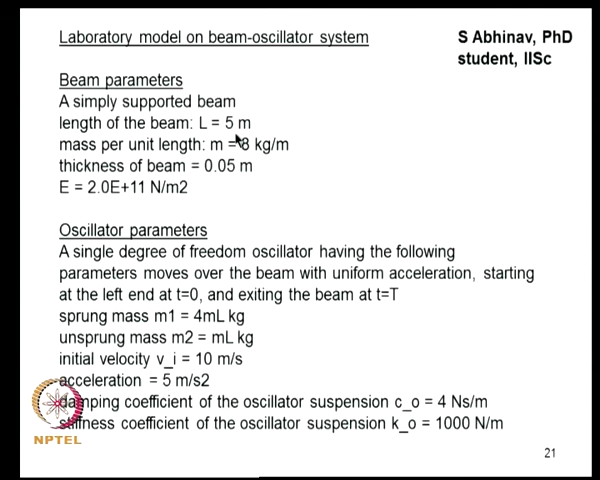 Laboratory model on beam-oscillator system
S Abhinav, PhD
student, IISc
Beam parameters
A simply supported beam
length of the beam: L = 5 m
mass per unit length: m = 8 kg/m
thickness of beam = 0.05 m
E = 2.0E+11 N/m2
Oscillator parameters
A single degree of freedom oscillator having the following
parameters moves over the beam with uniform acceleration, starting
at the left end at t=0, and exiting the beam at t=T
sprung mass m1 = 4mL kg
unsprung mass m2 = mL kg
initial velocity v_i = 10 m/s
acceleration = 5 m/s2
damping coefficient of the oscillator suspension c_o = 4 Ns/m
stiffness coefficient of the oscillator suspension k_o = 1000 N/m
NPTEL
21